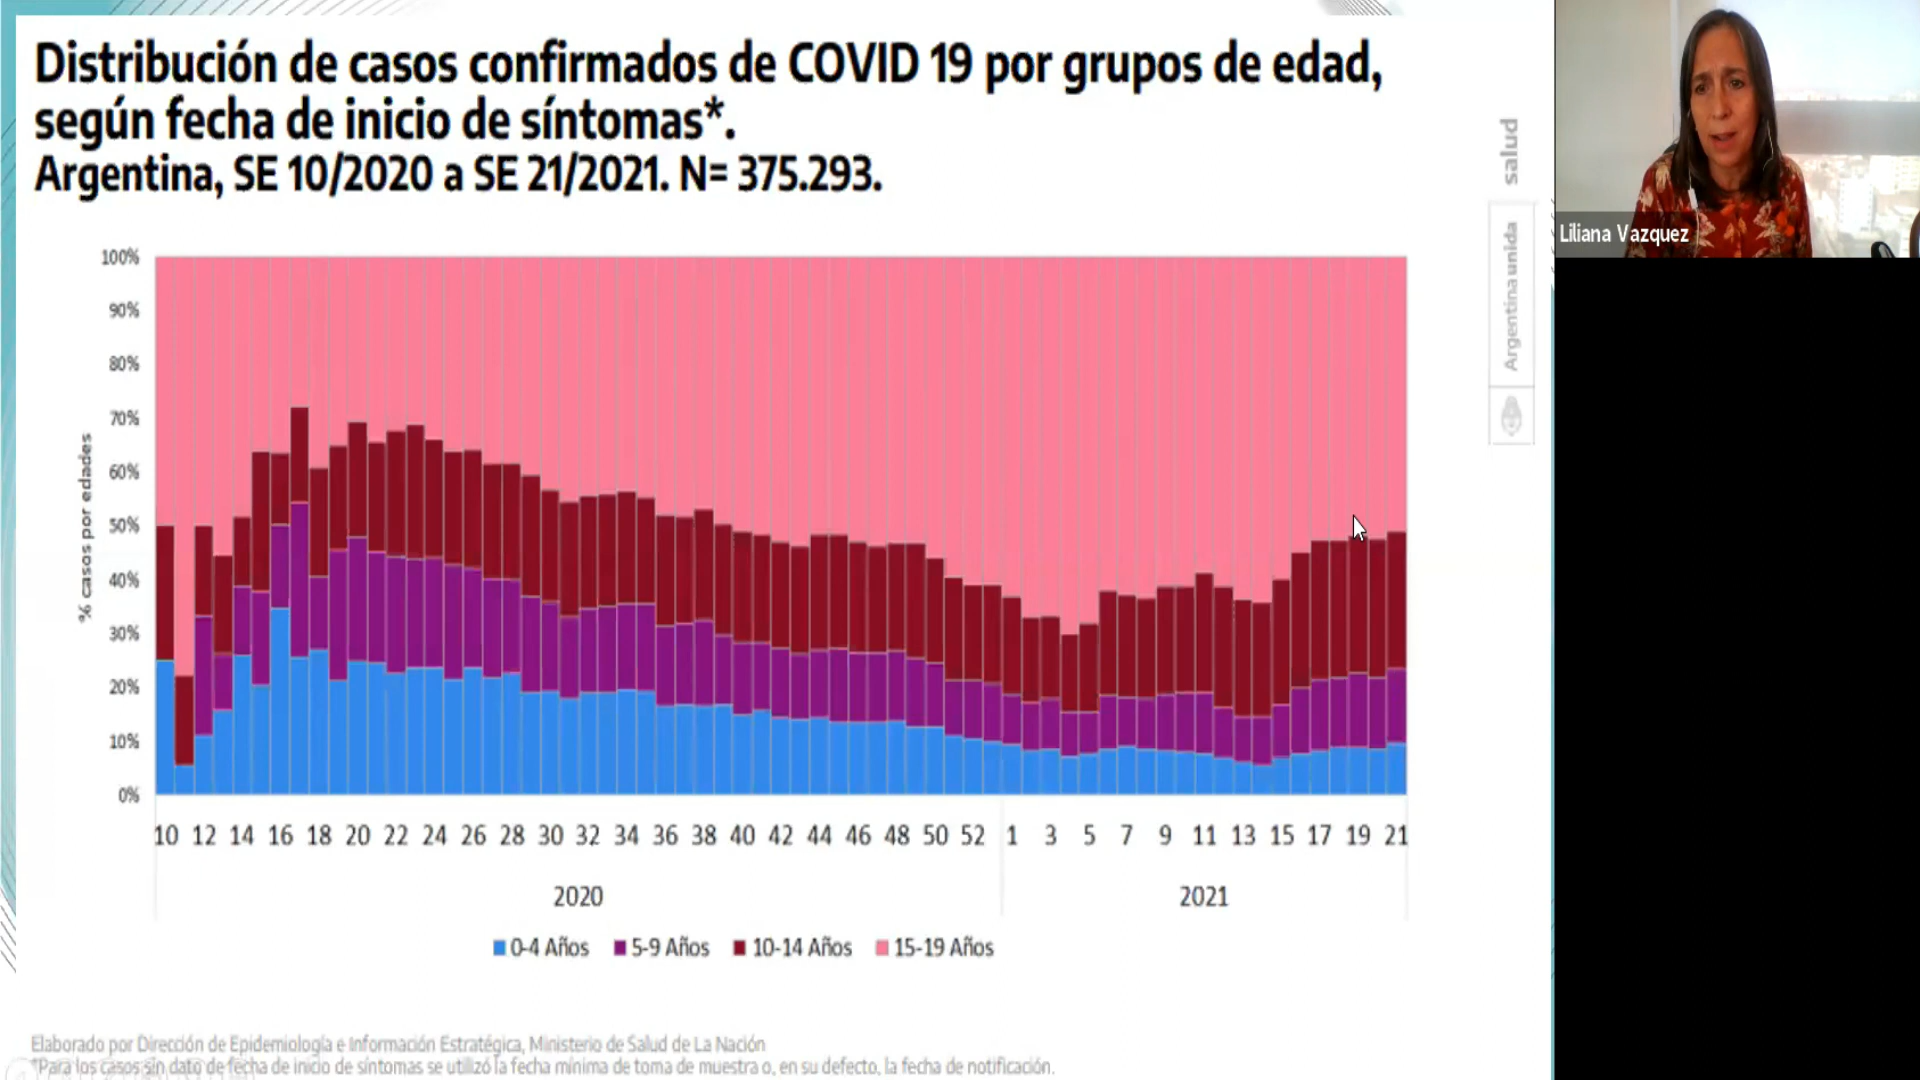 Distribución de casos confirmados de COVID 19 por grupos de edad,
según fecha de inicio de síntomas*.
Argentina, SE 10/2020 a SE 21/2021. N= 375.293.
salud
Argentina unida
Liliana Vazquez
% casos por edades
100%
90%
80%
70%
60%
50%
40%
30%
20%
10%
0%
10 12 14 16 18 20 22 24 26 28 30 32 34 36 38 40 42 44 46 48 50 52 1 3 5 7 9 11 13 15 17 19 21
2020 2021
0-4 Años 5-9 Años 10-14 Años 15-19 Años
Elaborado por Dirección de Epidemiología e Información Estratégica, Ministerio de Salud de La Nación
*Para los casos sin dato de fecha de inicio de síntomas se utilizó la fecha mínima de toma de muestra o, en su defecto, la fecha de notificación.